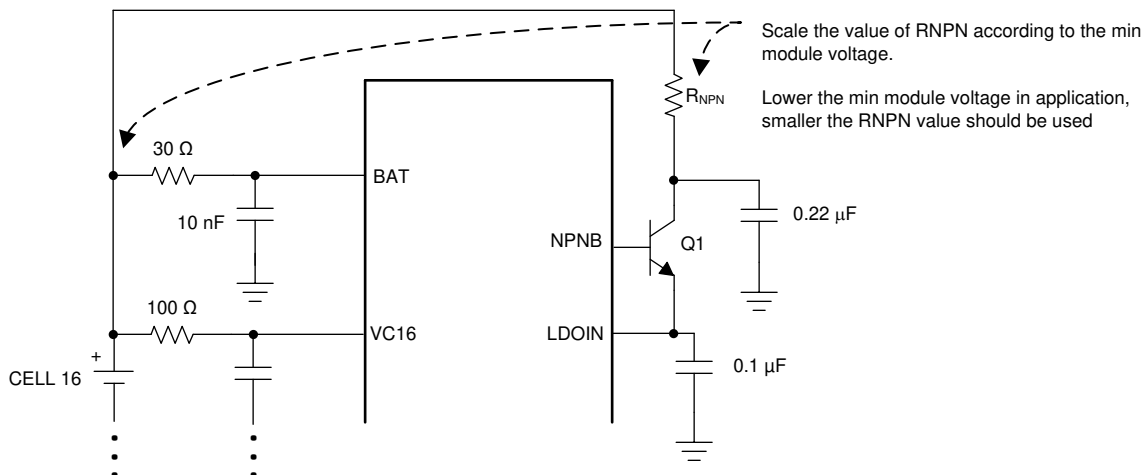 Scale the value of RNPN according to the min
module voltage.
Lower the min module voltage in application,
smaller the RNPN value should be used
RNPN
30 Ω
BAT
10 nF
0.22 μF
NPNB
Q1
100 Ω
VC16
LDOIN
+
CELL 16
0.1 µF